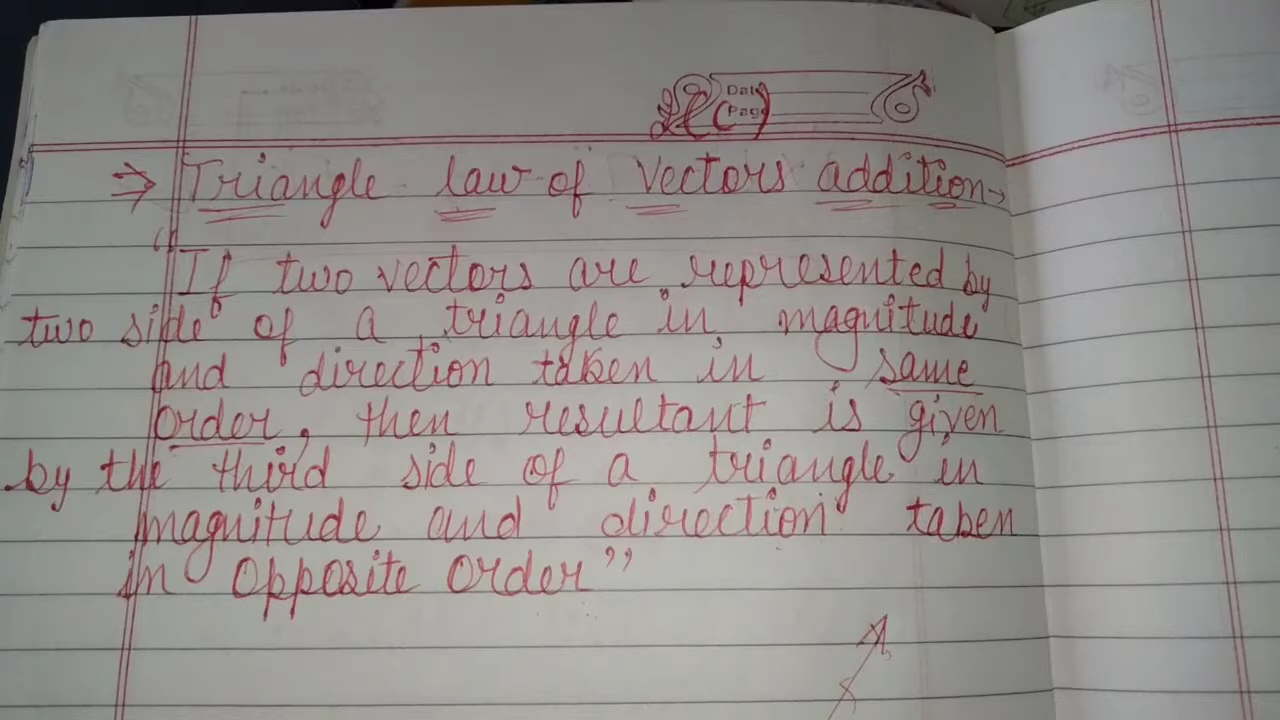 Date
Page
⇒ Triangle law of vectors addition→
"If two vectors are represented by
two side of a triangle in magnitude
and direction taken in same
order, then resultant is given
by the third side of a triangle in
magnitude and direction taken
in opposite order"